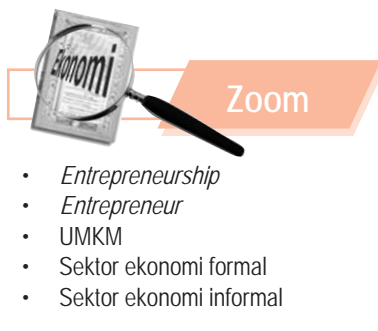 Ekonomi
Zoom
• Entrepreneurship
• Entrepreneur
• UMKM
• Sektor ekonomi formal
• Sektor ekonomi informal